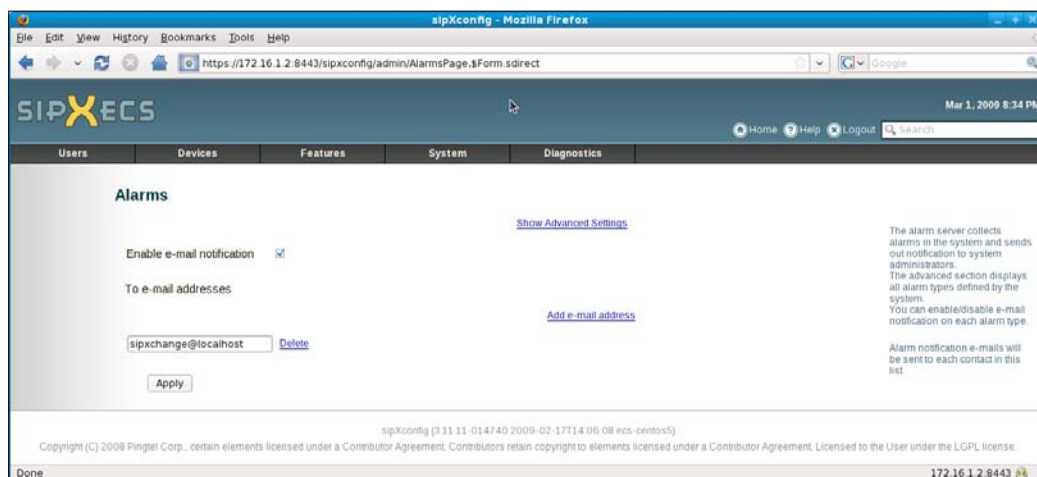 sipXconfig - Mozilla Firefox
File Edit View History Bookmarks Tools Help
https://172.16.1.2:8443/sipxconfig/admin/AlarmsPage,$Form.sdirect
Google
SIPXECS
Mar 1, 2009 8:34 PM
Home Help Logout Search
Users Devices Features System Diagnostics
Alarms
Show Advanced Settings
Enable e-mail notification
To e-mail addresses
Add e-mail address
sipxchange@localhost Delete
Apply
The alarm server collects
alarms in the system and sends
out notification to system
administrators.
The advanced section displays
all alarm types defined by the
system.
You can enable/disable e-mail
notification on each alarm type.
Alarm notification e-mails will
be sent to each contact in this
list
sipXconfig (3.11.11-014740 2009-02-17T14:06:08 ecs-centos5)
Copyright (C) 2008 Pingtel Corp., certain elements licensed under a Contributor Agreement. Contributors retain copyright to elements licensed under a Contributor Agreement. Licensed to the User under the LGPL license.
Done
172.16.1.2:8443